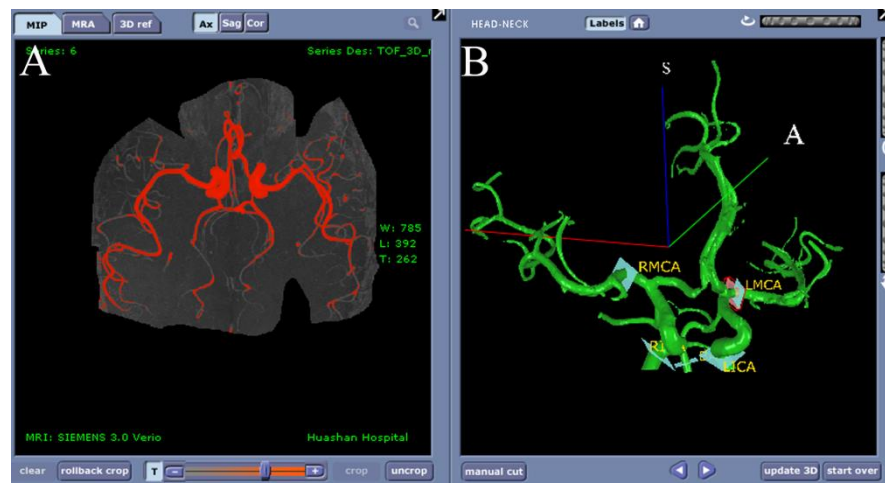 MIP MRA 3D ref Ax Sag Cor
A
Series: 6 Series Des: TOF_3D_
W: 785
L: 392
T: 262
MRI: SIEMENS 3.0 Verio Huashan Hospital
clear rollback crop T − + crop uncrop
HEAD-NECK Labels
B
S
A
RMCA
LMCA
LICA
manual cut update 3D start over